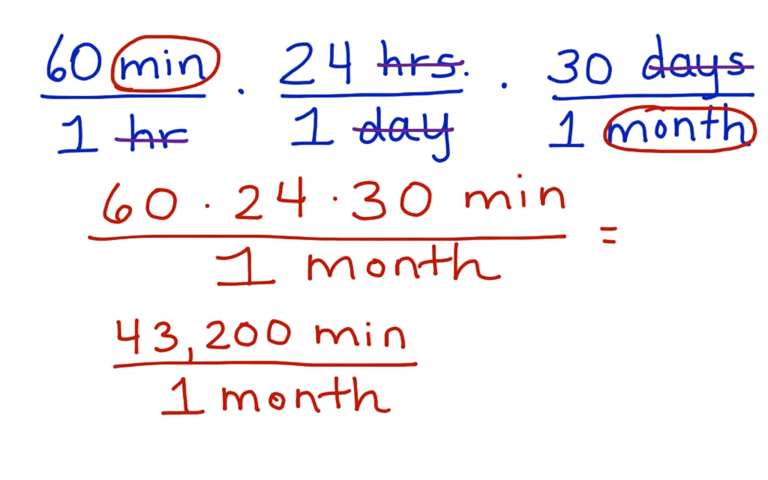 60 min . 24 hrs. . 30 days
1 hr 1 day 1 month
60 · 24 · 30 min =
1 month
43,200 min
1 month